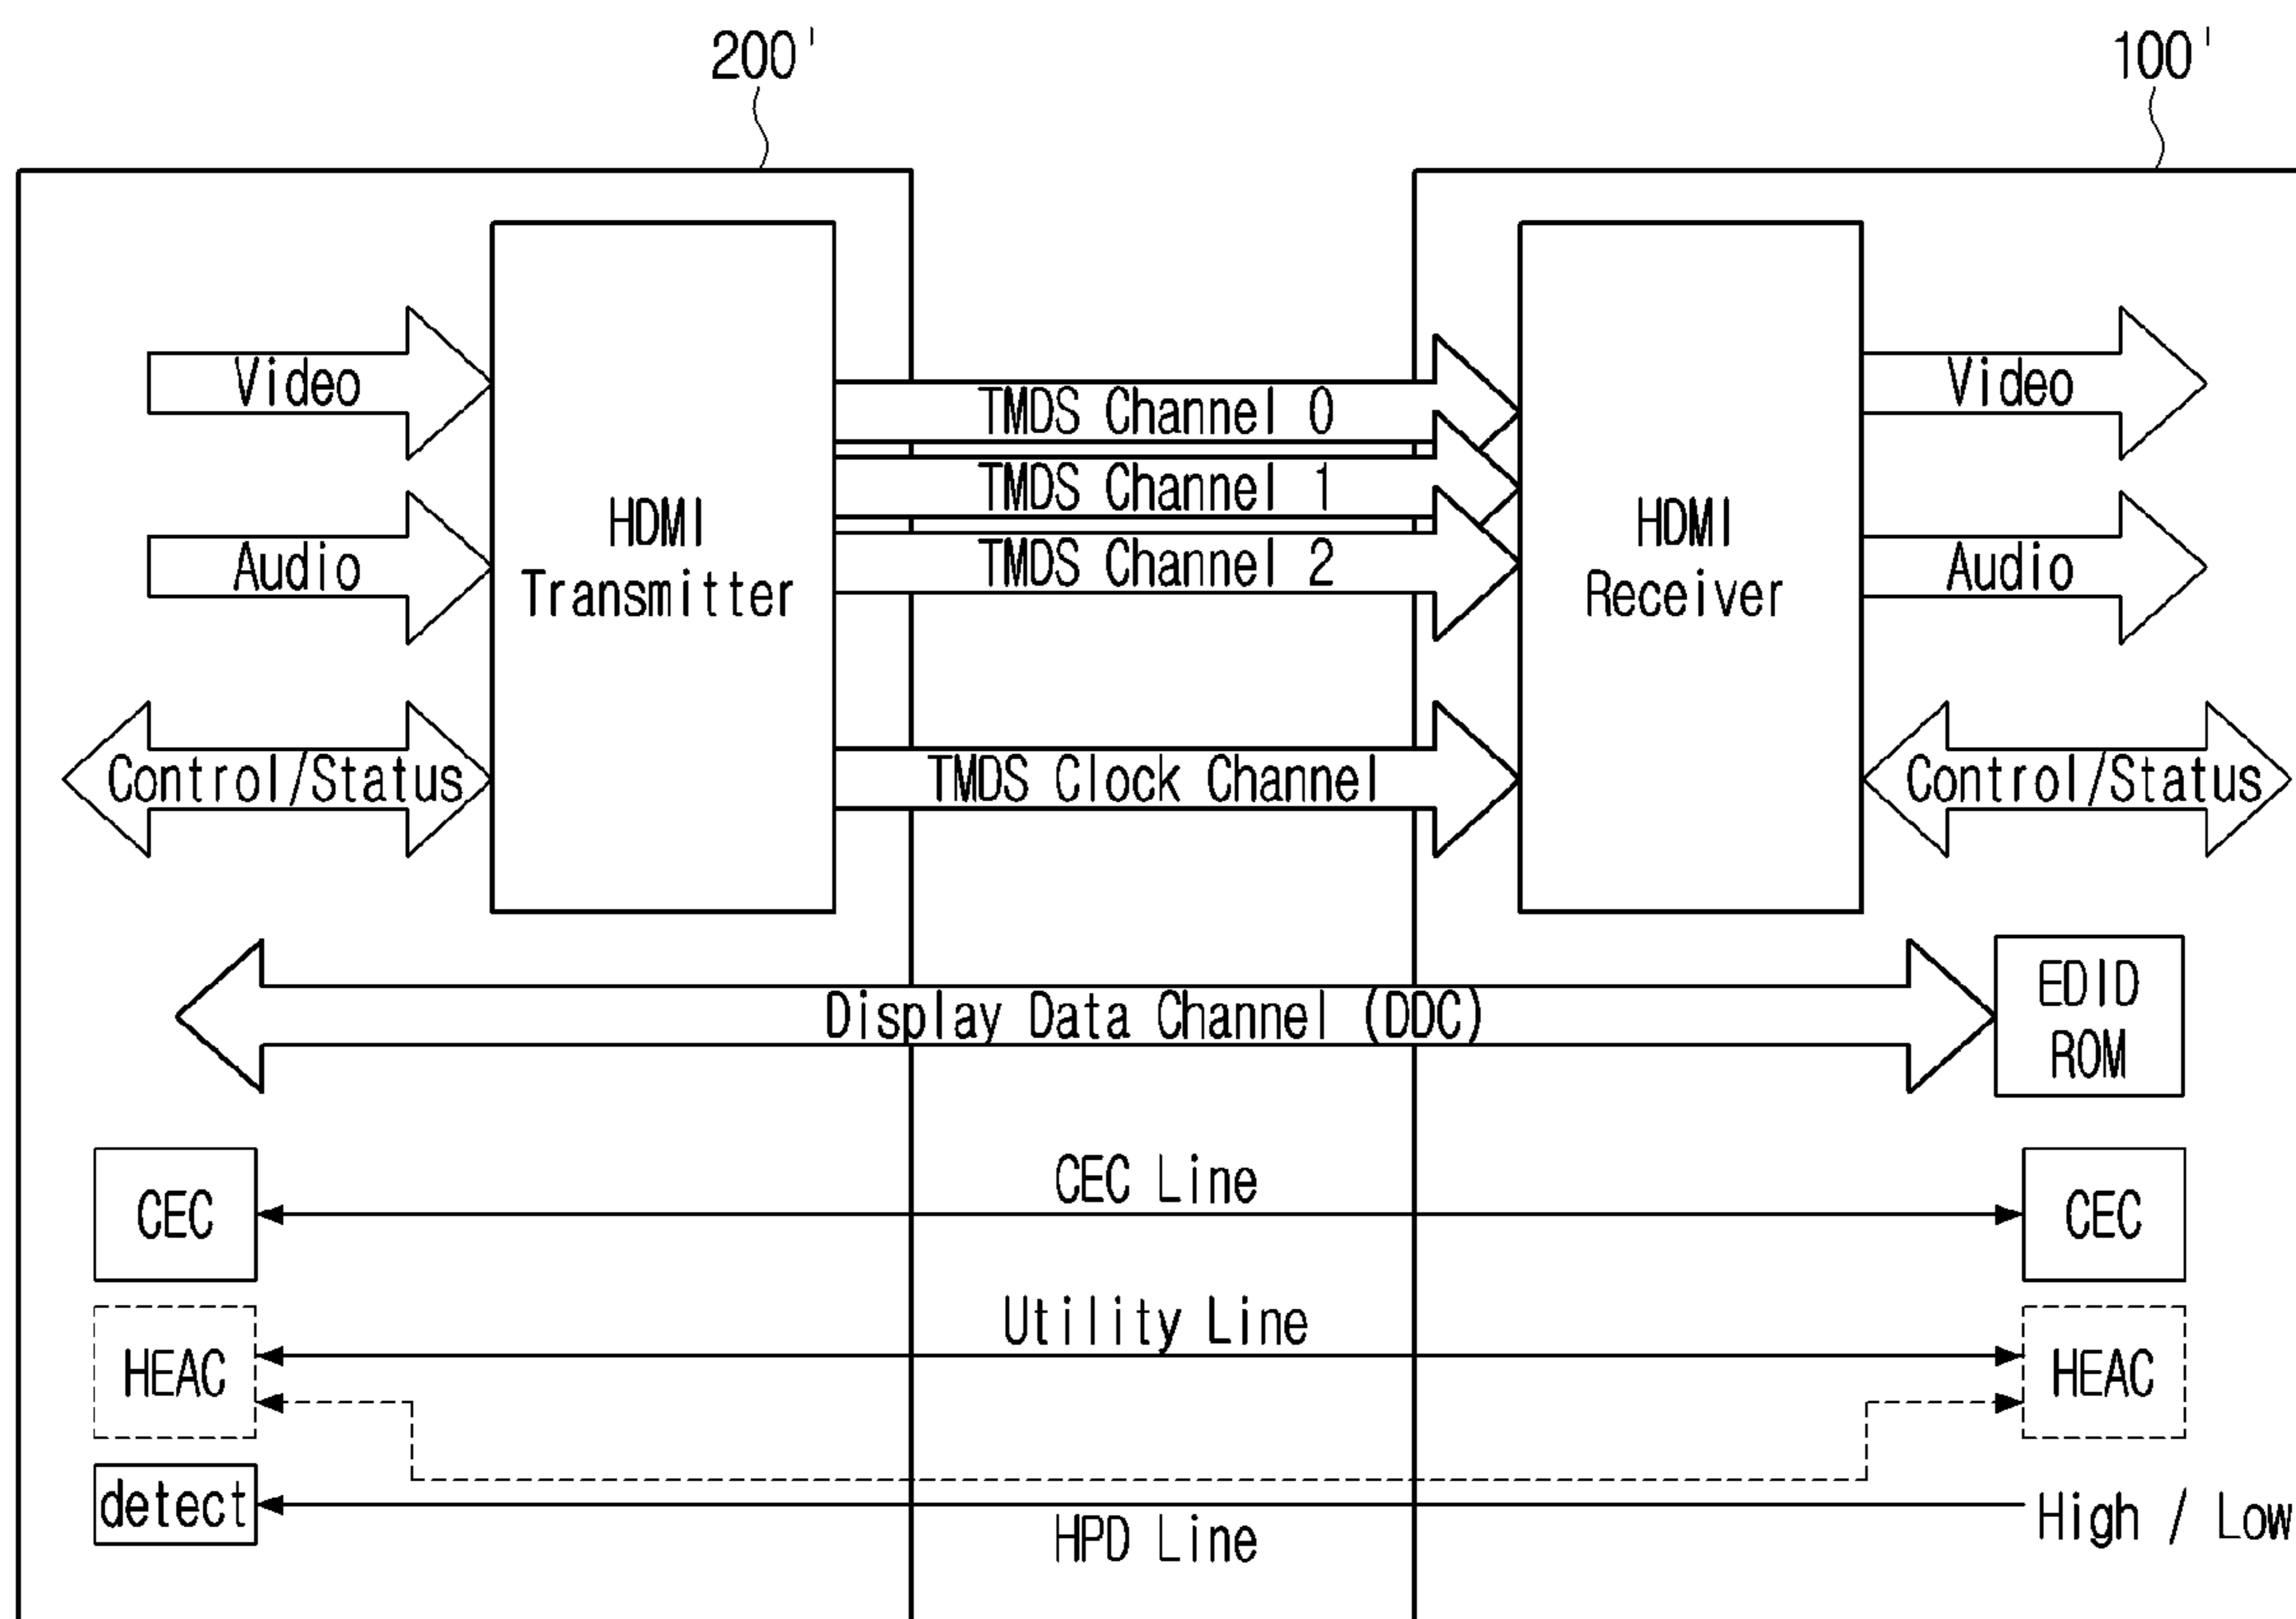 200'
100'
Video
Audio
Control/Status
HDMI
Transmitter
TMDS Channel 0
TMDS Channel 1
TMDS Channel 2
TMDS Clock Channel
HDMI
Receiver
Video
Audio
Control/Status
Display Data Channel (DDC)
EDID
ROM
CEC
CEC Line
CEC
HEAC
Utility Line
HEAC
detect
HPD Line
High / Low